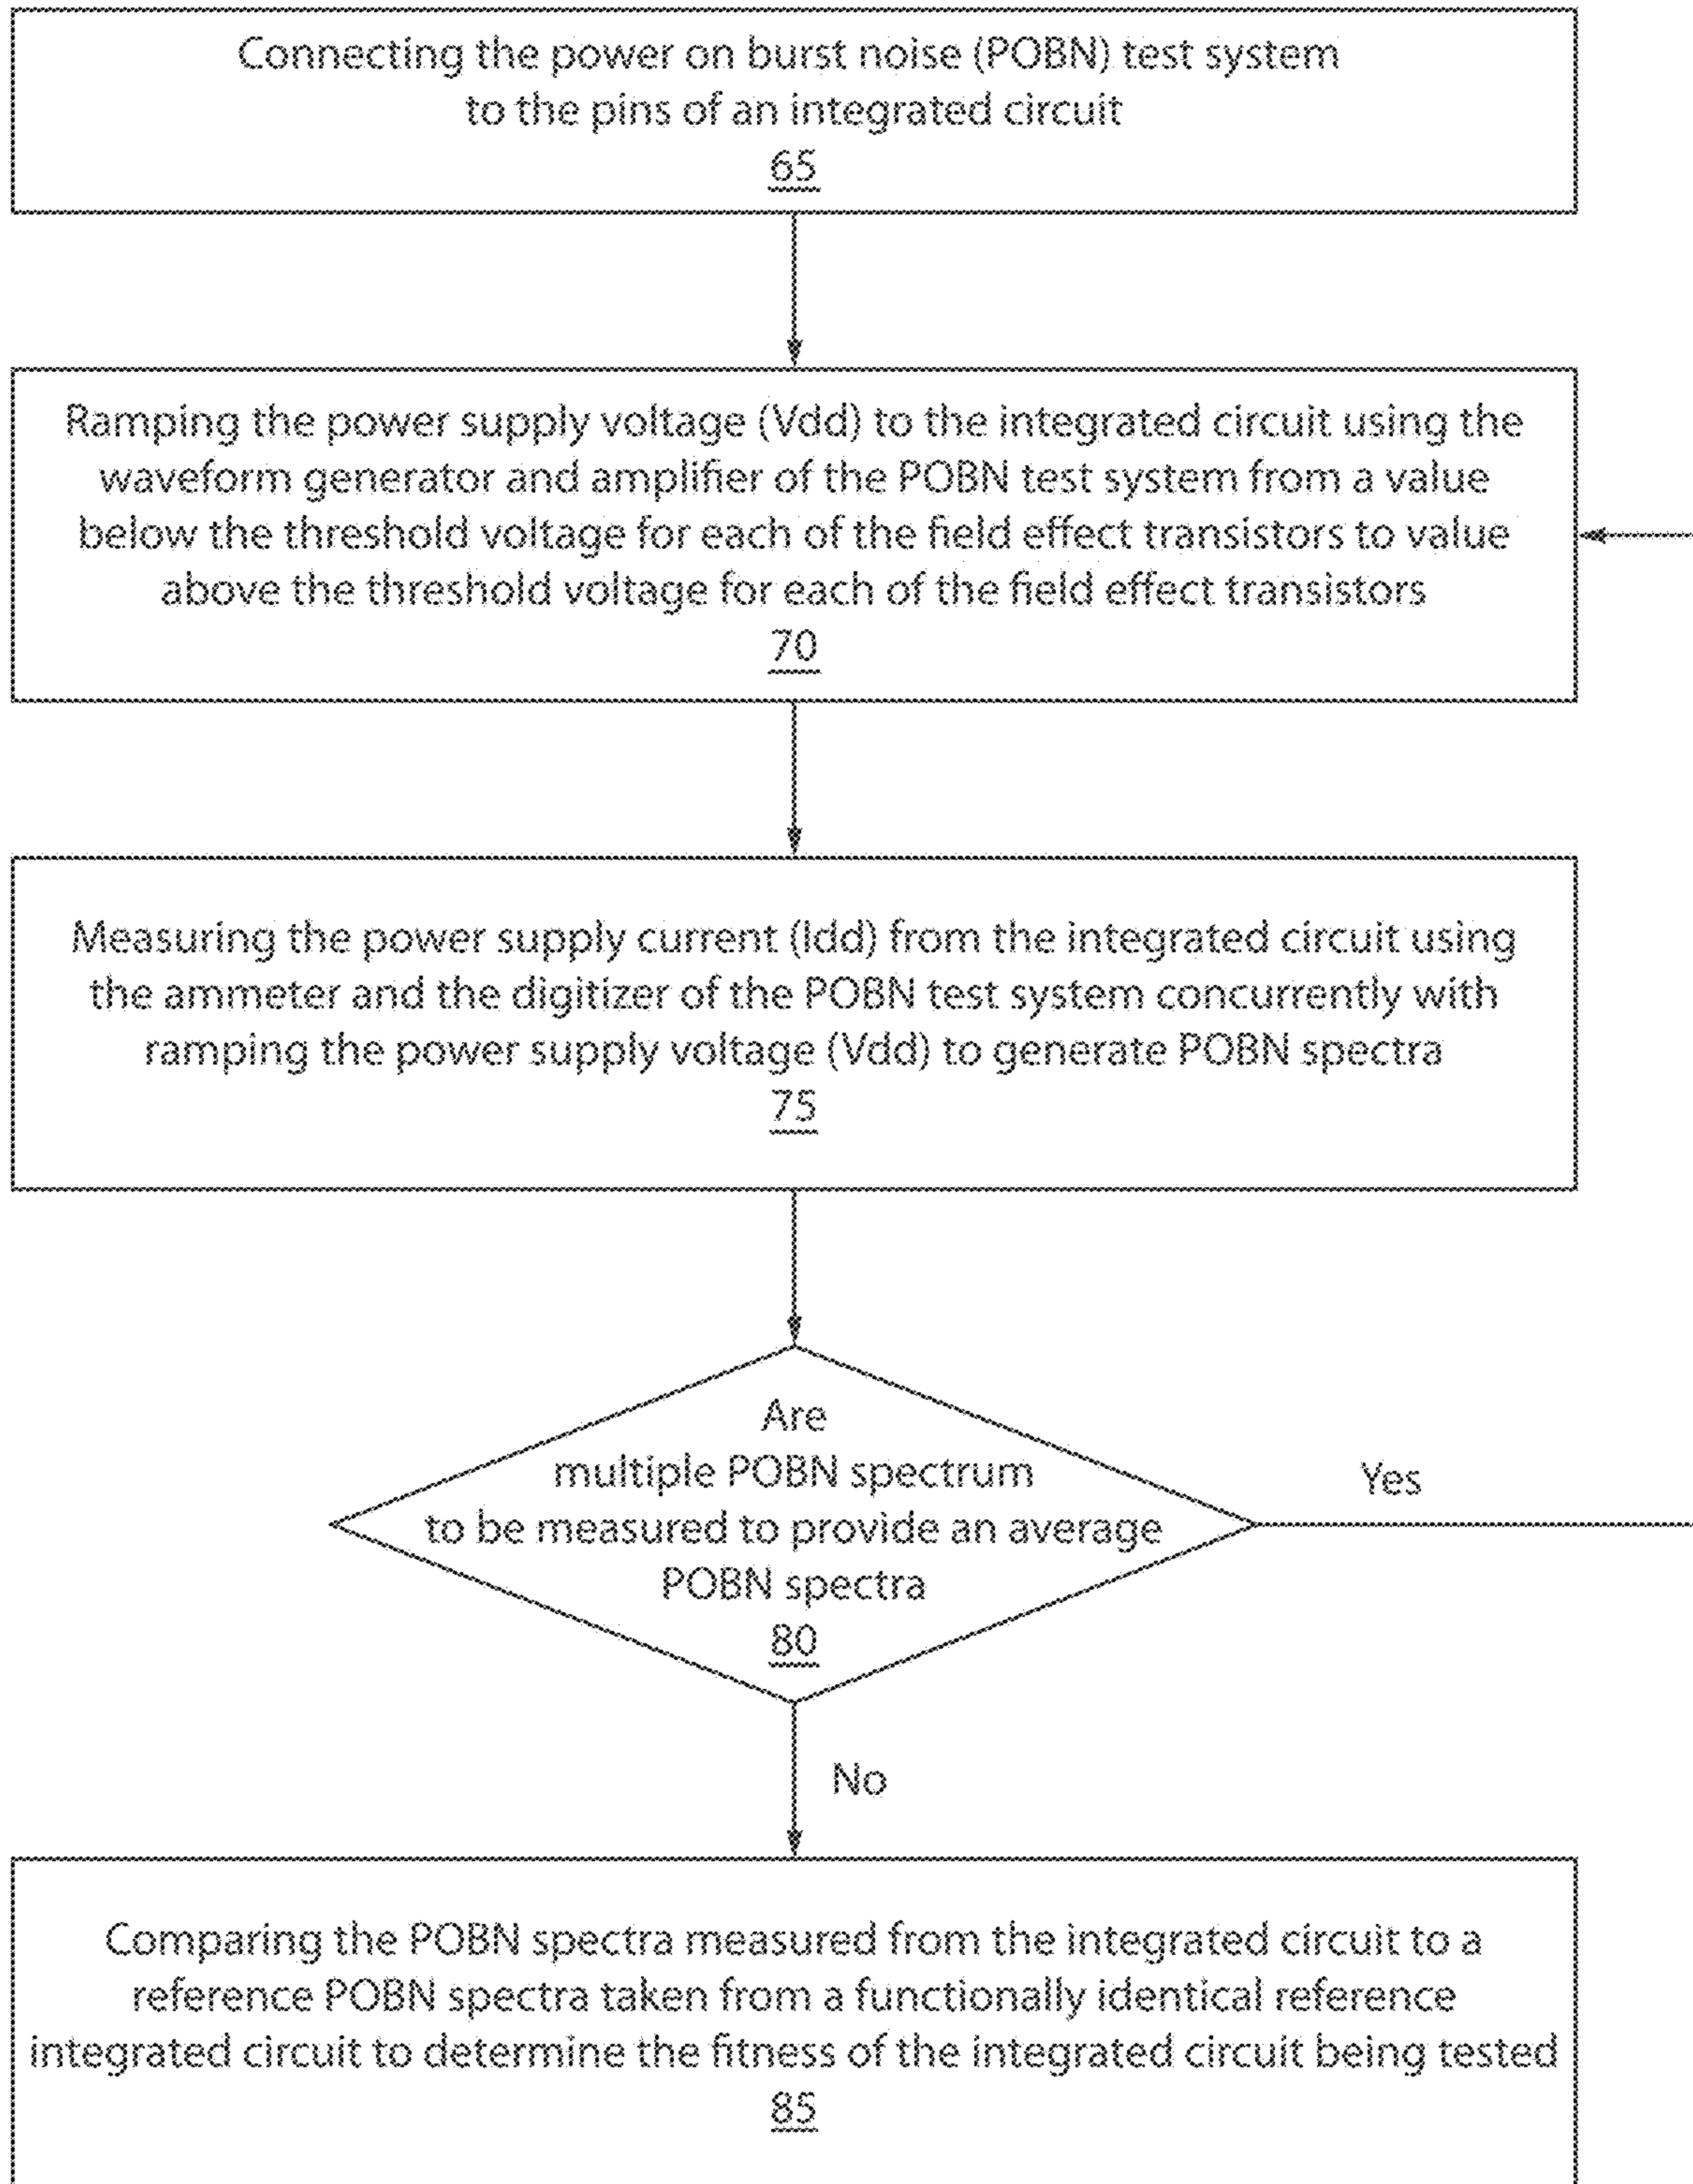 Connecting the power on burst noise (POBN) test system
to the pins of an integrated circuit
65
Ramping the power supply voltage (Vdd) to the integrated circuit using the
waveform generator and amplifier of the POBN test system from a value
below the threshold voltage for each of the field effect transistors to value
above the threshold voltage for each of the field effect transistors
70
Measuring the power supply current (Idd) from the integrated circuit using
the ammeter and the digitizer of the POBN test system concurrently with
ramping the power supply voltage (Vdd) to generate POBN spectra
75
Are
multiple POBN spectrum
to be measured to provide an average
POBN spectra
80
Yes
No
Comparing the POBN spectra measured from the integrated circuit to a
reference POBN spectra taken from a functionally identical reference
integrated circuit to determine the fitness of the integrated circuit being tested
85